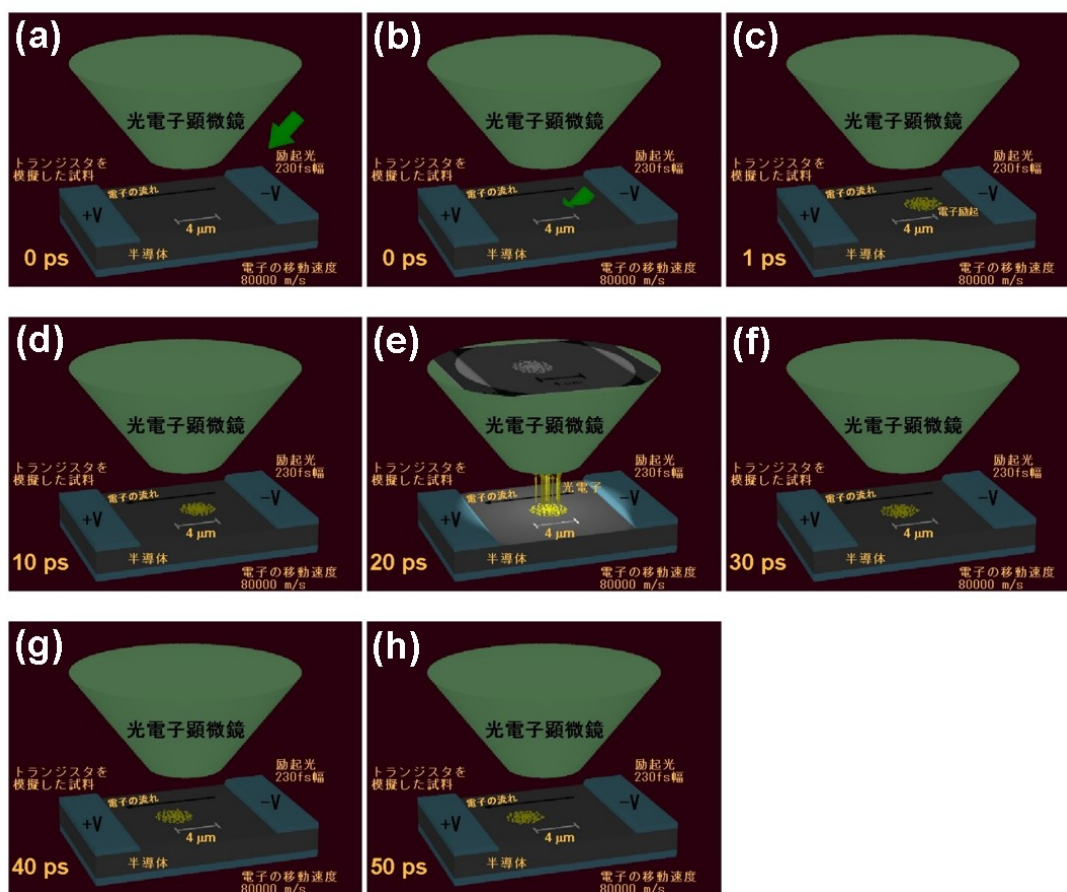 (a)
光電子顕微鏡
トランジスタを
模擬した試料
励起光
230fs幅
電子の流れ
+V
−V
4 μm
0 ps
半導体
電子の移動速度
80000 m/s
(b)
光電子顕微鏡
トランジスタを
模擬した試料
励起光
230fs幅
電子の流れ
+V
−V
4 μm
0 ps
半導体
電子の移動速度
80000 m/s
(c)
光電子顕微鏡
トランジスタを
模擬した試料
励起光
230fs幅
電子の流れ
+V
−V
電子励起
4 μm
1 ps
半導体
電子の移動速度
80000 m/s
(d)
光電子顕微鏡
トランジスタを
模擬した試料
励起光
230fs幅
電子の流れ
+V
−V
4 μm
10 ps
半導体
電子の移動速度
80000 m/s
(e)
光電子顕微鏡
トランジスタを
模擬した試料
励起光
230fs幅
光電子
電子の流れ
+V
−V
4 μm
20 ps
半導体
電子の移動速度
80000 m/s
(f)
光電子顕微鏡
トランジスタを
模擬した試料
励起光
230fs幅
電子の流れ
+V
−V
4 μm
30 ps
半導体
電子の移動速度
80000 m/s
(g)
光電子顕微鏡
トランジスタを
模擬した試料
励起光
230fs幅
電子の流れ
+V
−V
4 μm
40 ps
半導体
電子の移動速度
80000 m/s
(h)
光電子顕微鏡
トランジスタを
模擬した試料
励起光
230fs幅
電子の流れ
+V
−V
4 μm
50 ps
半導体
電子の移動速度
80000 m/s